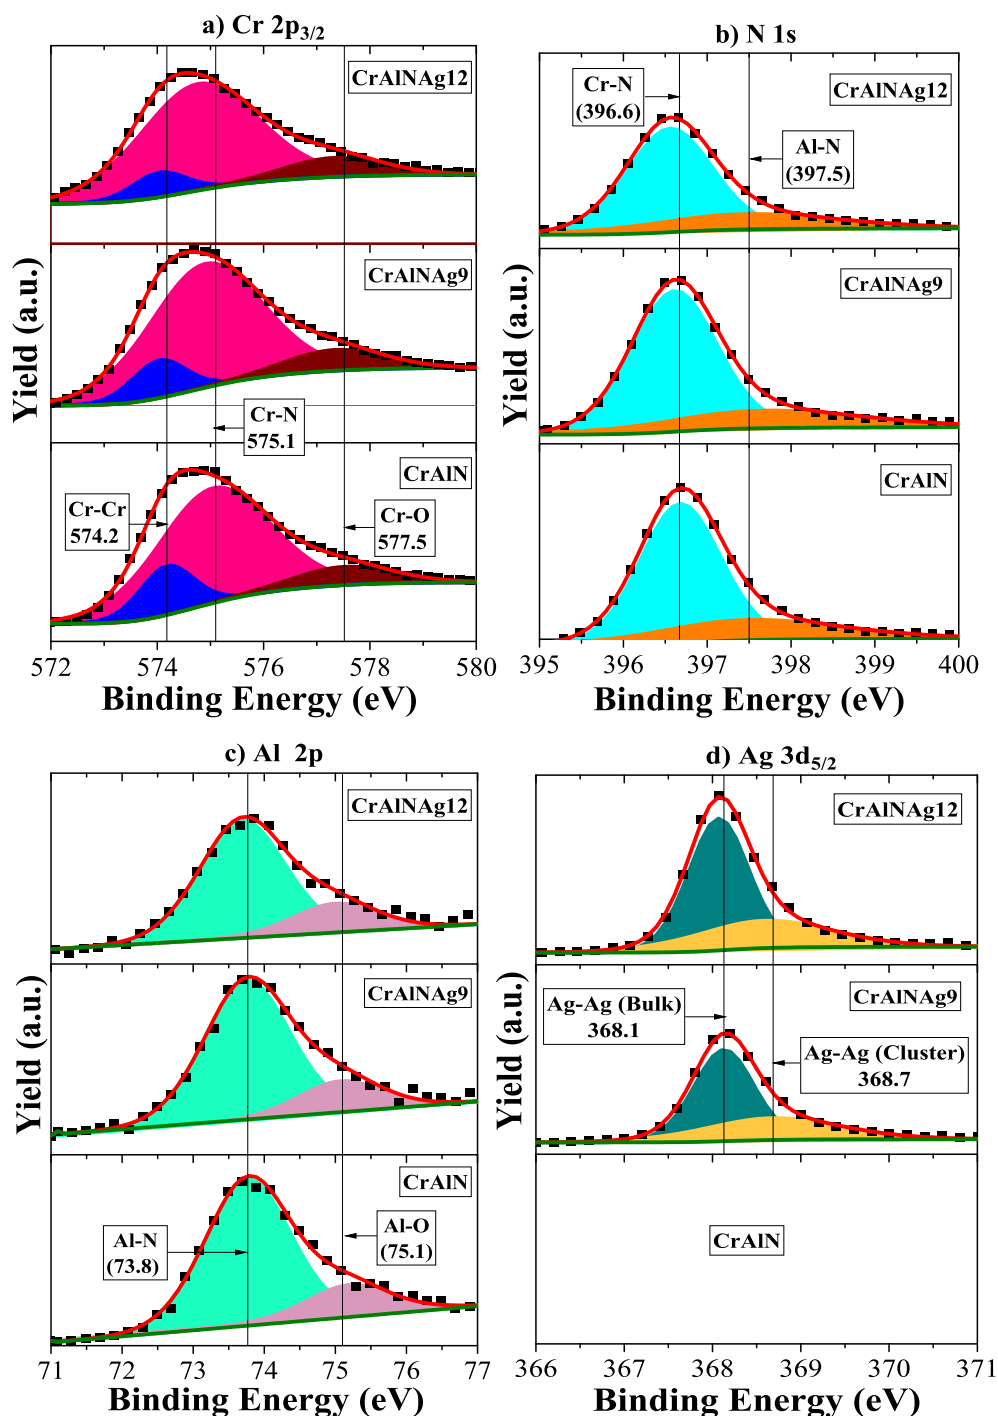 a) Cr 2p3/2
CrAlNAg12
CrAlNAg9
Cr-N
575.1
CrAlN
Cr-Cr
574.2
Cr-O
577.5
Yield (a.u.)
572 574 576 578 580
Binding Energy (eV)
b) N 1s
Cr-N
(396.6)
CrAlNAg12
Al-N
(397.5)
CrAlNAg9
CrAlN
Yield (a.u.)
395 396 397 398 399 400
Binding Energy (eV)
c) Al 2p
CrAlNAg12
CrAlNAg9
CrAlN
Al-N
(73.8)
Al-O
(75.1)
Yield (a.u.)
71 72 73 74 75 76 77
Binding Energy (eV)
d) Ag 3d5/2
CrAlNAg12
CrAlNAg9
Ag-Ag (Bulk)
368.1
Ag-Ag (Cluster)
368.7
CrAlN
Yield (a.u.)
366 367 368 369 370 371
Binding Energy (eV)